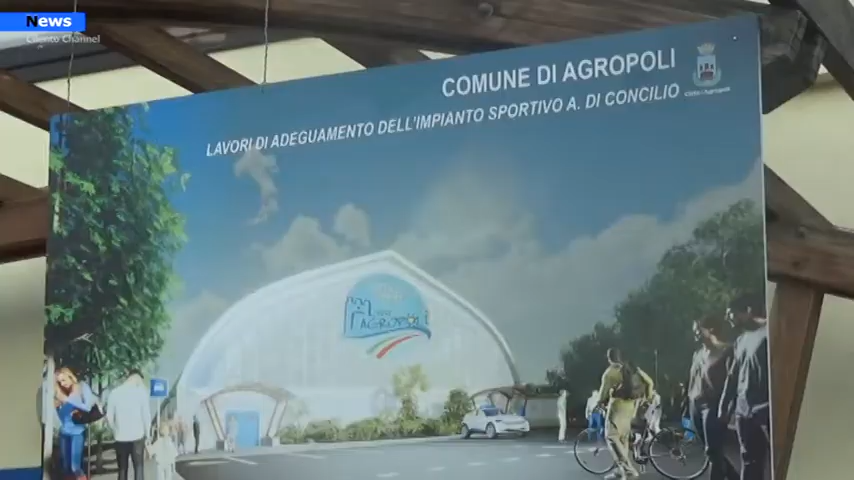 News
Cilento Channel
COMUNE DI AGROPOLI
LAVORI DI ADEGUAMENTO DELL'IMPIANTO SPORTIVO A. DI CONCILIO
AGROPOLI